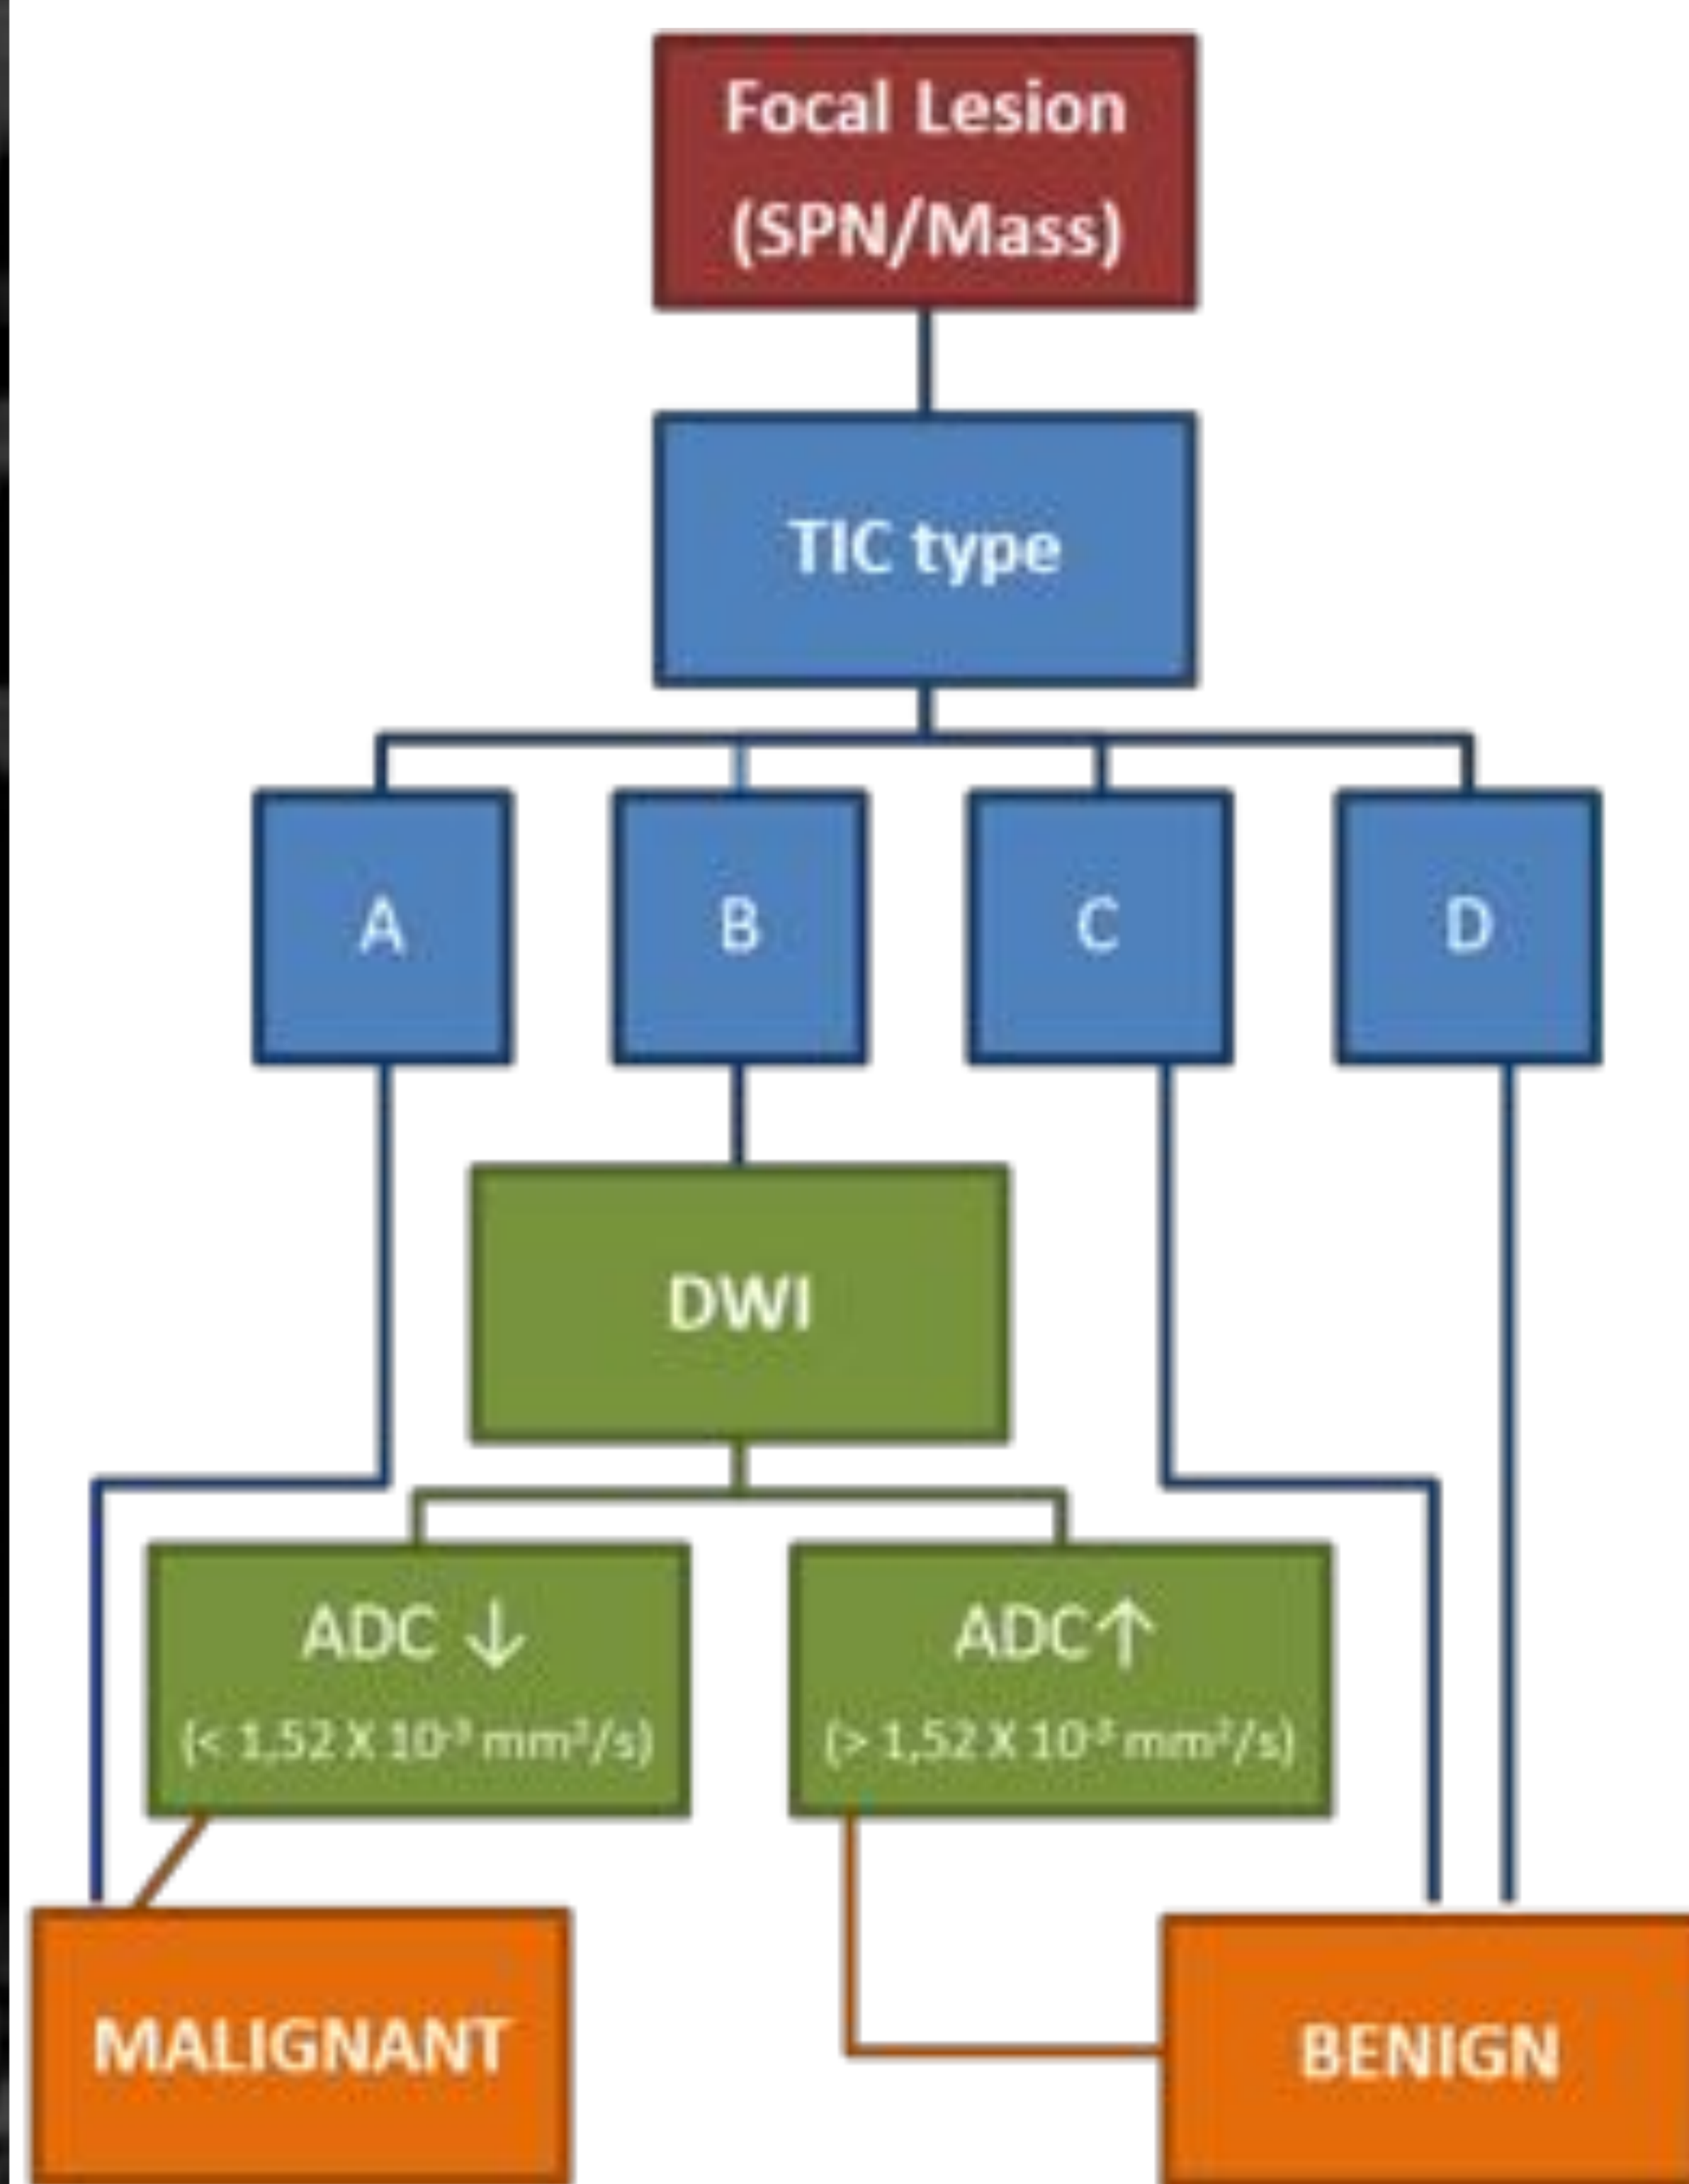 Focal Lesion
(SPN/Mass)
TIC type
A
B
C
D
DWI
ADC ↓
(< 1,52 X 10⁻³ mm²/s)
ADC↑
(> 1,52 X 10⁻³ mm²/s)
MALIGNANT
BENIGN